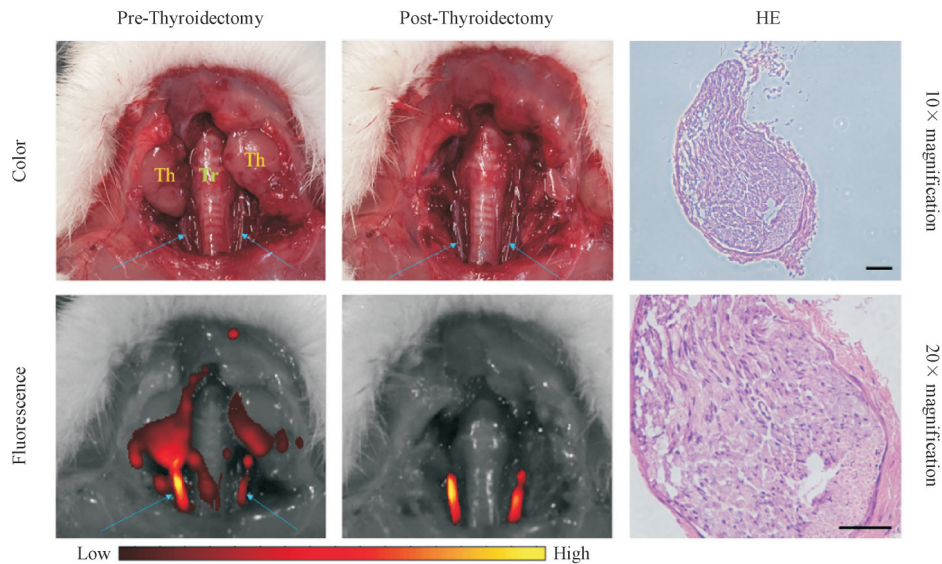 Pre-Thyroidectomy
Post-Thyroidectomy
HE
Color
Th
Tr
Th
10× magnification
Fluorescence
20× magnification
Low
High